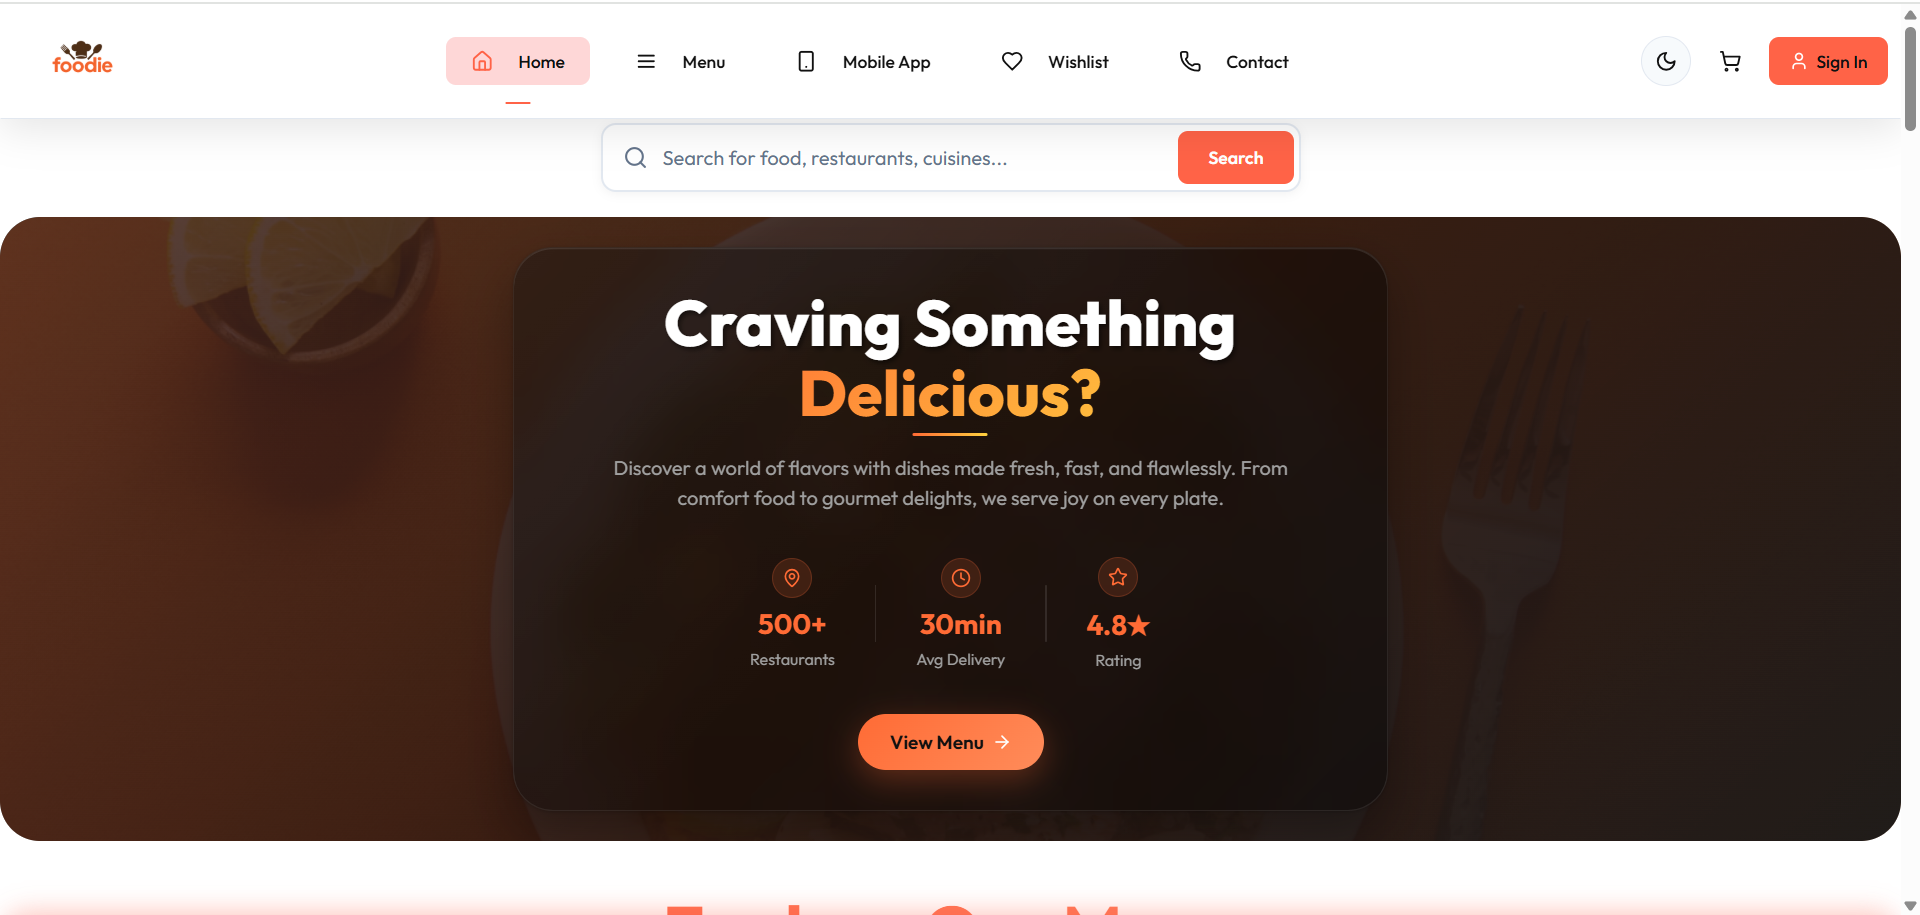 foodie
Home
Menu
Mobile App
Wishlist
Contact
Sign In
Search for food, restaurants, cuisines...
Search
Craving Something
Delicious?
Discover a world of flavors with dishes made fresh, fast, and flawlessly. From
comfort food to gourmet delights, we serve joy on every plate.
500+
Restaurants
30min
Avg Delivery
4.8★
Rating
View Menu